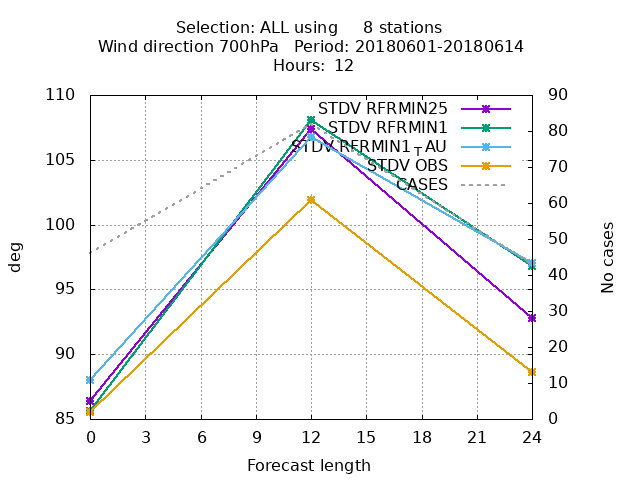 Selection: ALL using     8 stations
Wind direction 700hPa   Period: 20180601-20180614
Hours:  12
110
105
100
95
90
85
deg
90
80
70
60
50
40
30
20
10
0
No cases
STDV RFRMIN25
STDV RFRMIN1
STDV RFRMIN1┬AU
STDV OBS
CASES
0 3 6 9 12 15 18 21 24
Forecast length